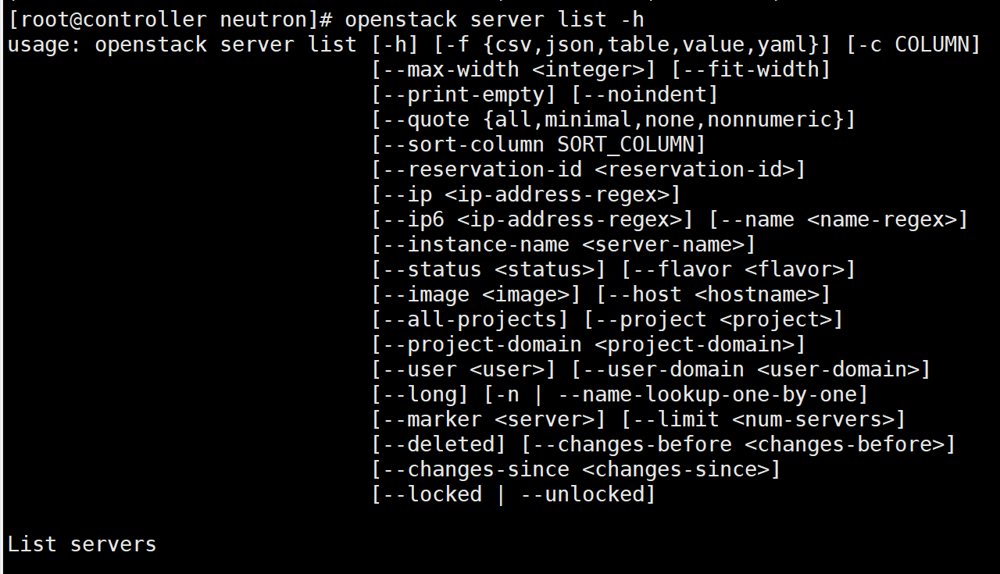 [root@controller neutron]# openstack server list -h
usage: openstack server list [-h] [-f {csv,json,table,value,yaml}] [-c COLUMN]
[--max-width <integer>] [--fit-width]
[--print-empty] [--noindent]
[--quote {all,minimal,none,nonnumeric}]
[--sort-column SORT_COLUMN]
[--reservation-id <reservation-id>]
[--ip <ip-address-regex>]
[--ip6 <ip-address-regex>] [--name <name-regex>]
[--instance-name <server-name>]
[--status <status>] [--flavor <flavor>]
[--image <image>] [--host <hostname>]
[--all-projects] [--project <project>]
[--project-domain <project-domain>]
[--user <user>] [--user-domain <user-domain>]
[--long] [-n | --name-lookup-one-by-one]
[--marker <server>] [--limit <num-servers>]
[--deleted] [--changes-before <changes-before>]
[--changes-since <changes-since>]
[--locked | --unlocked]
List servers